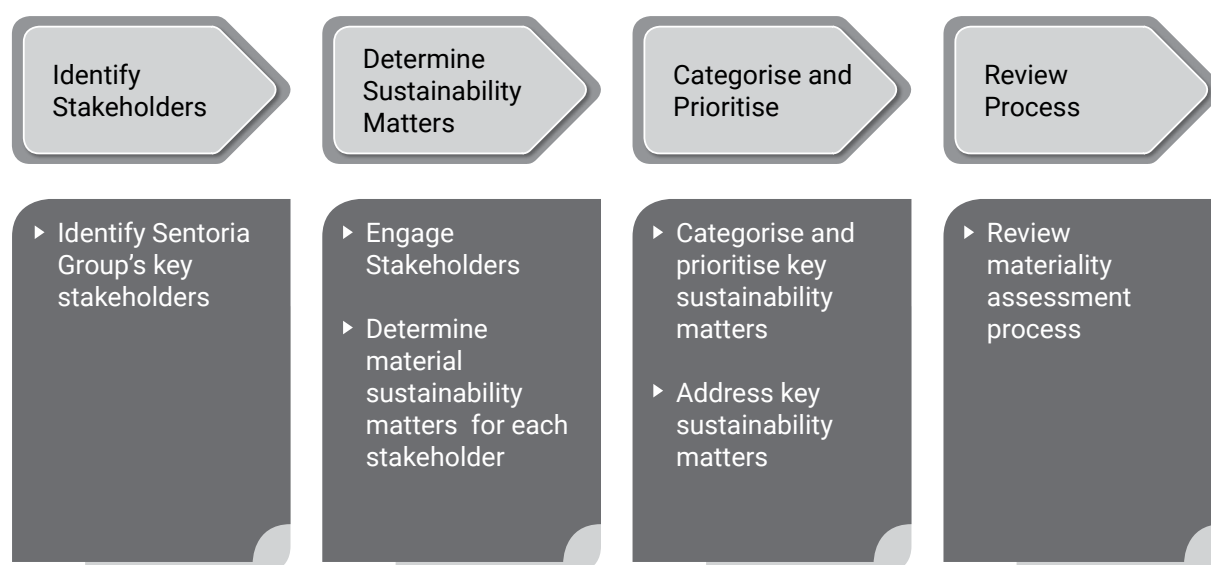 Identify
Stakeholders
Determine
Sustainability
Matters
Categorise and
Prioritise
Review
Process
Identify Sentoria
Group’s key
stakeholders
Engage
Stakeholders
Determine
material
sustainability
matters for each
stakeholder
Categorise and
prioritise key
sustainability
matters
Address key
sustainability
matters
Review
materiality
assessment
process